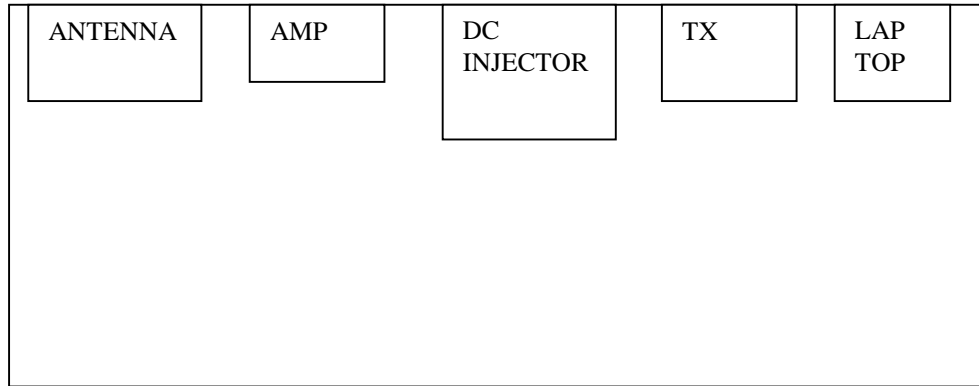 ANTENNA
AMP
DC
INJECTOR
TX
LAP
TOP